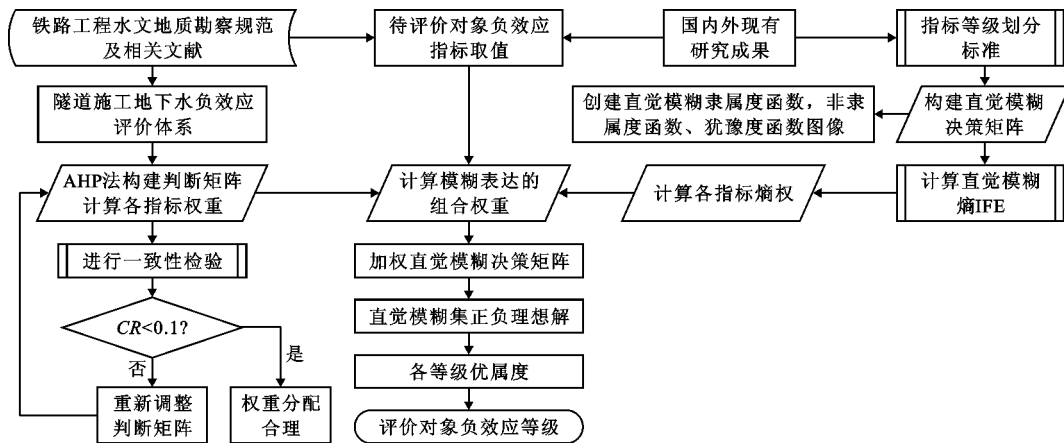 铁路工程水文地质勘察规范
及相关文献
待评价对象负效应
指标取值
国内外现有
研究成果
指标等级划分
标准
隧道施工地下水负效应
评价体系
创建直觉模糊隶属度函数，非隶
属度函数、犹豫度函数图像
构建直觉模糊
决策矩阵
AHP法构建判断矩阵
计算各指标权重
计算模糊表达的
组合权重
计算各指标熵权
计算直觉模糊
熵IFE
进行一致性检验
加权直觉模糊决策矩阵
CR<0.1?
直觉模糊集正负理想解
否
是
各等级优属度
重新调整
判断矩阵
权重分配
合理
评价对象负效应等级